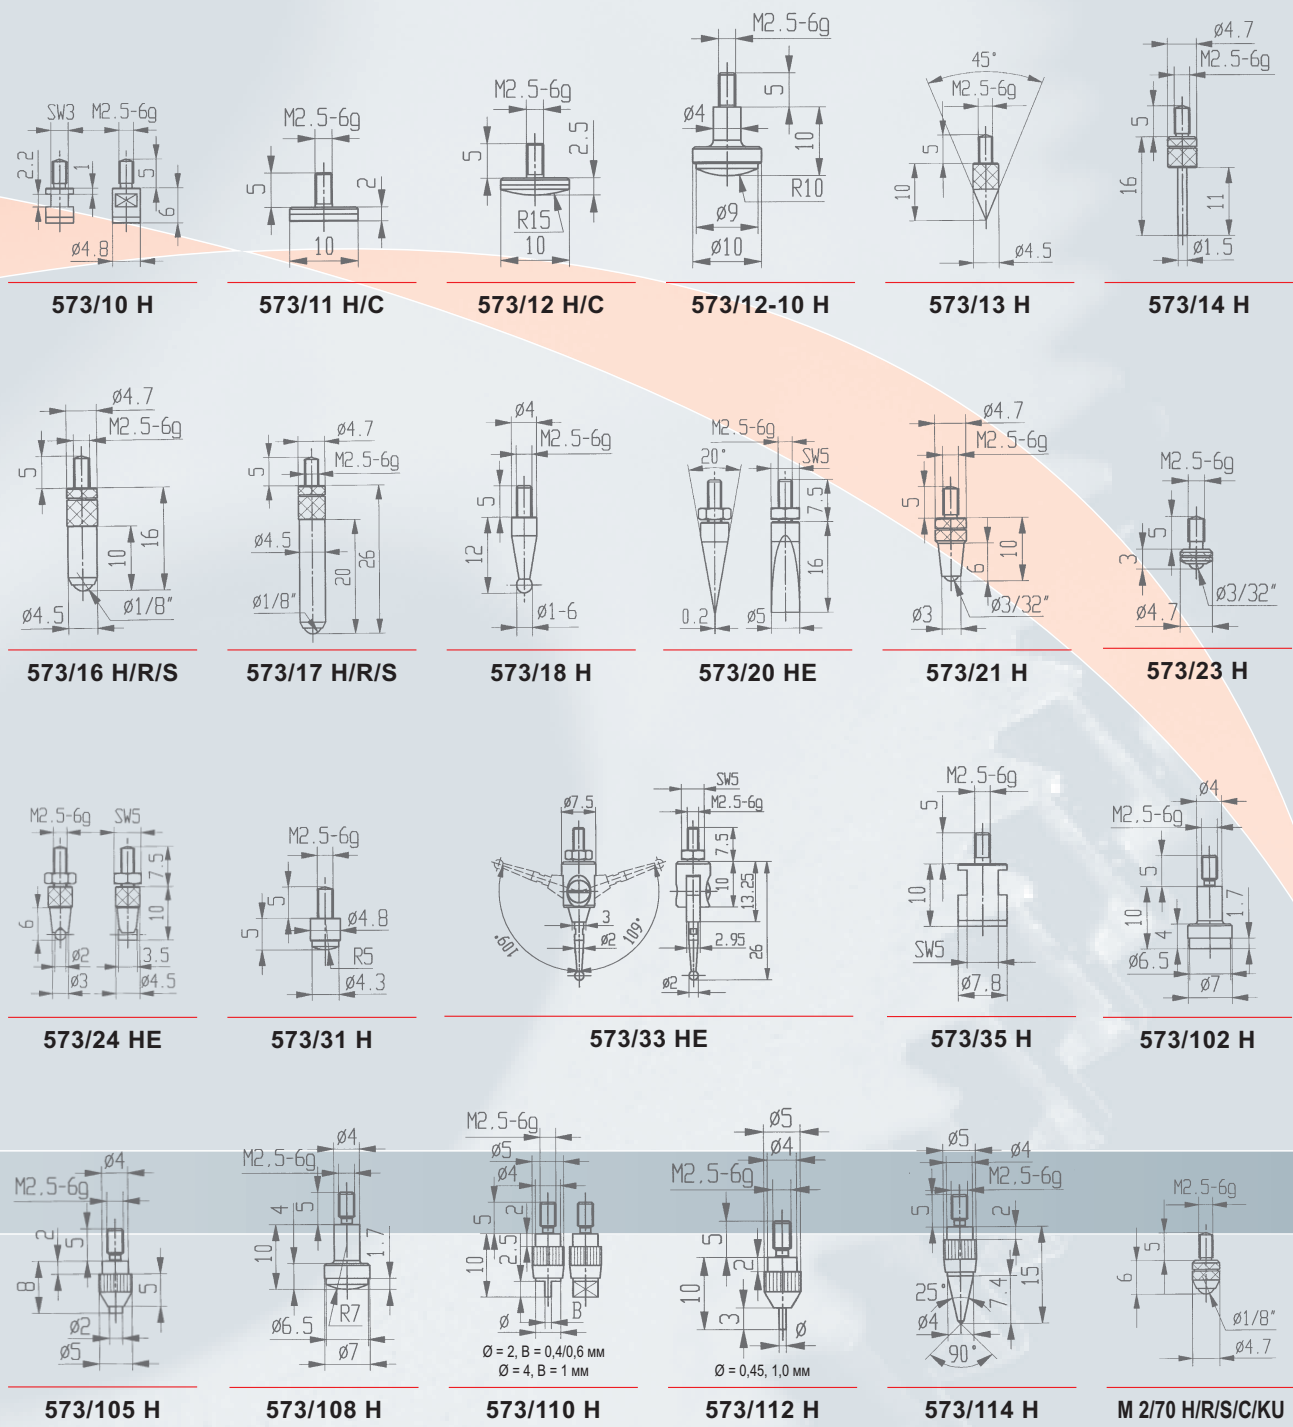 SW3 M2.5-6g
2.2
1
5
6
ø4.8
573/10 H
M2.5-6g
5
2
10
573/11 H/C
M2.5-6g
5
2.5
R15
10
573/12 H/C
M2.5-6g
5
ø4
10
R10
ø9
ø10
573/12-10 H
45°
M2.5-6g
5
10
ø4.5
573/13 H
ø4.7
M2.5-6g
5
16
11
ø1.5
573/14 H
ø4.7
M2.5-6g
5
10
16
ø1/8"
ø4.5
573/16 H/R/S
ø4.7
M2.5-6g
5
ø4.5
20
26
ø1/8"
573/17 H/R/S
ø4
M2.5-6g
5
12
ø1-6
573/18 H
M2.5-6g
20° SW5
7.5
16
0.2 ø5
573/20 HE
ø4.7
M2.5-6g
5
6
10
ø3/32"
ø3
573/21 H
M2.5-6g
5
3
ø3/32"
ø4.7
573/23 H
M2.5-6g SW5
7.5
6
10
ø2 3.5
ø3 ø4.5
573/24 HE
M2.5-6g
5
5
ø4.8
R5
ø4.3
573/31 H
SW5
ø7.5 M2.5-6g
7.5
10
13.25
26
3
ø2
109°
109°
2.95
ø2
573/33 HE
M2.5-6g
5
10
SW5
ø7.8
573/35 H
ø4
M2,5-6g
5
10
4
1.7
ø6.5
ø7
573/102 H
ø4
M2,5-6g
2
5
8
5
ø2
ø5
573/105 H
ø4
M2,5-6g
4
5
10
1.7
R7
ø6.5
ø7
573/108 H
M2,5-6g
ø5
ø4
5
2
2.5
10
ø B
Ø = 2, B = 0,4/0,6 мм
Ø = 4, B = 1 мм
573/110 H
ø5
ø4
M2,5-6g
5
2
10
3
ø
Ø = 0,45, 1,0 мм
573/112 H
ø5
ø4
M2,5-6g
5
2
15
7.4
25°
ø4
90°
573/114 H
M2.5-6g
5
6
ø1/8"
ø4.7
M 2/70 H/R/S/C/KU